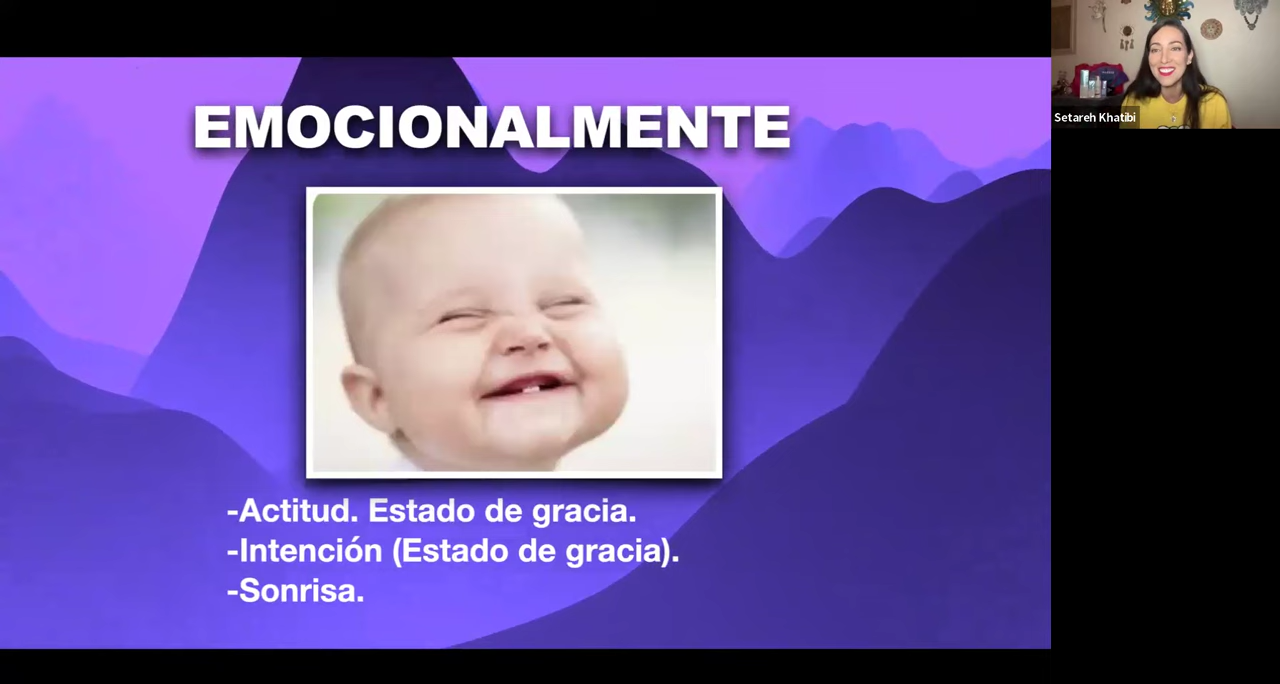 EMOCIONALMENTE
-Actitud. Estado de gracia.
-Intención (Estado de gracia).
-Sonrisa.
Setareh Khatibi